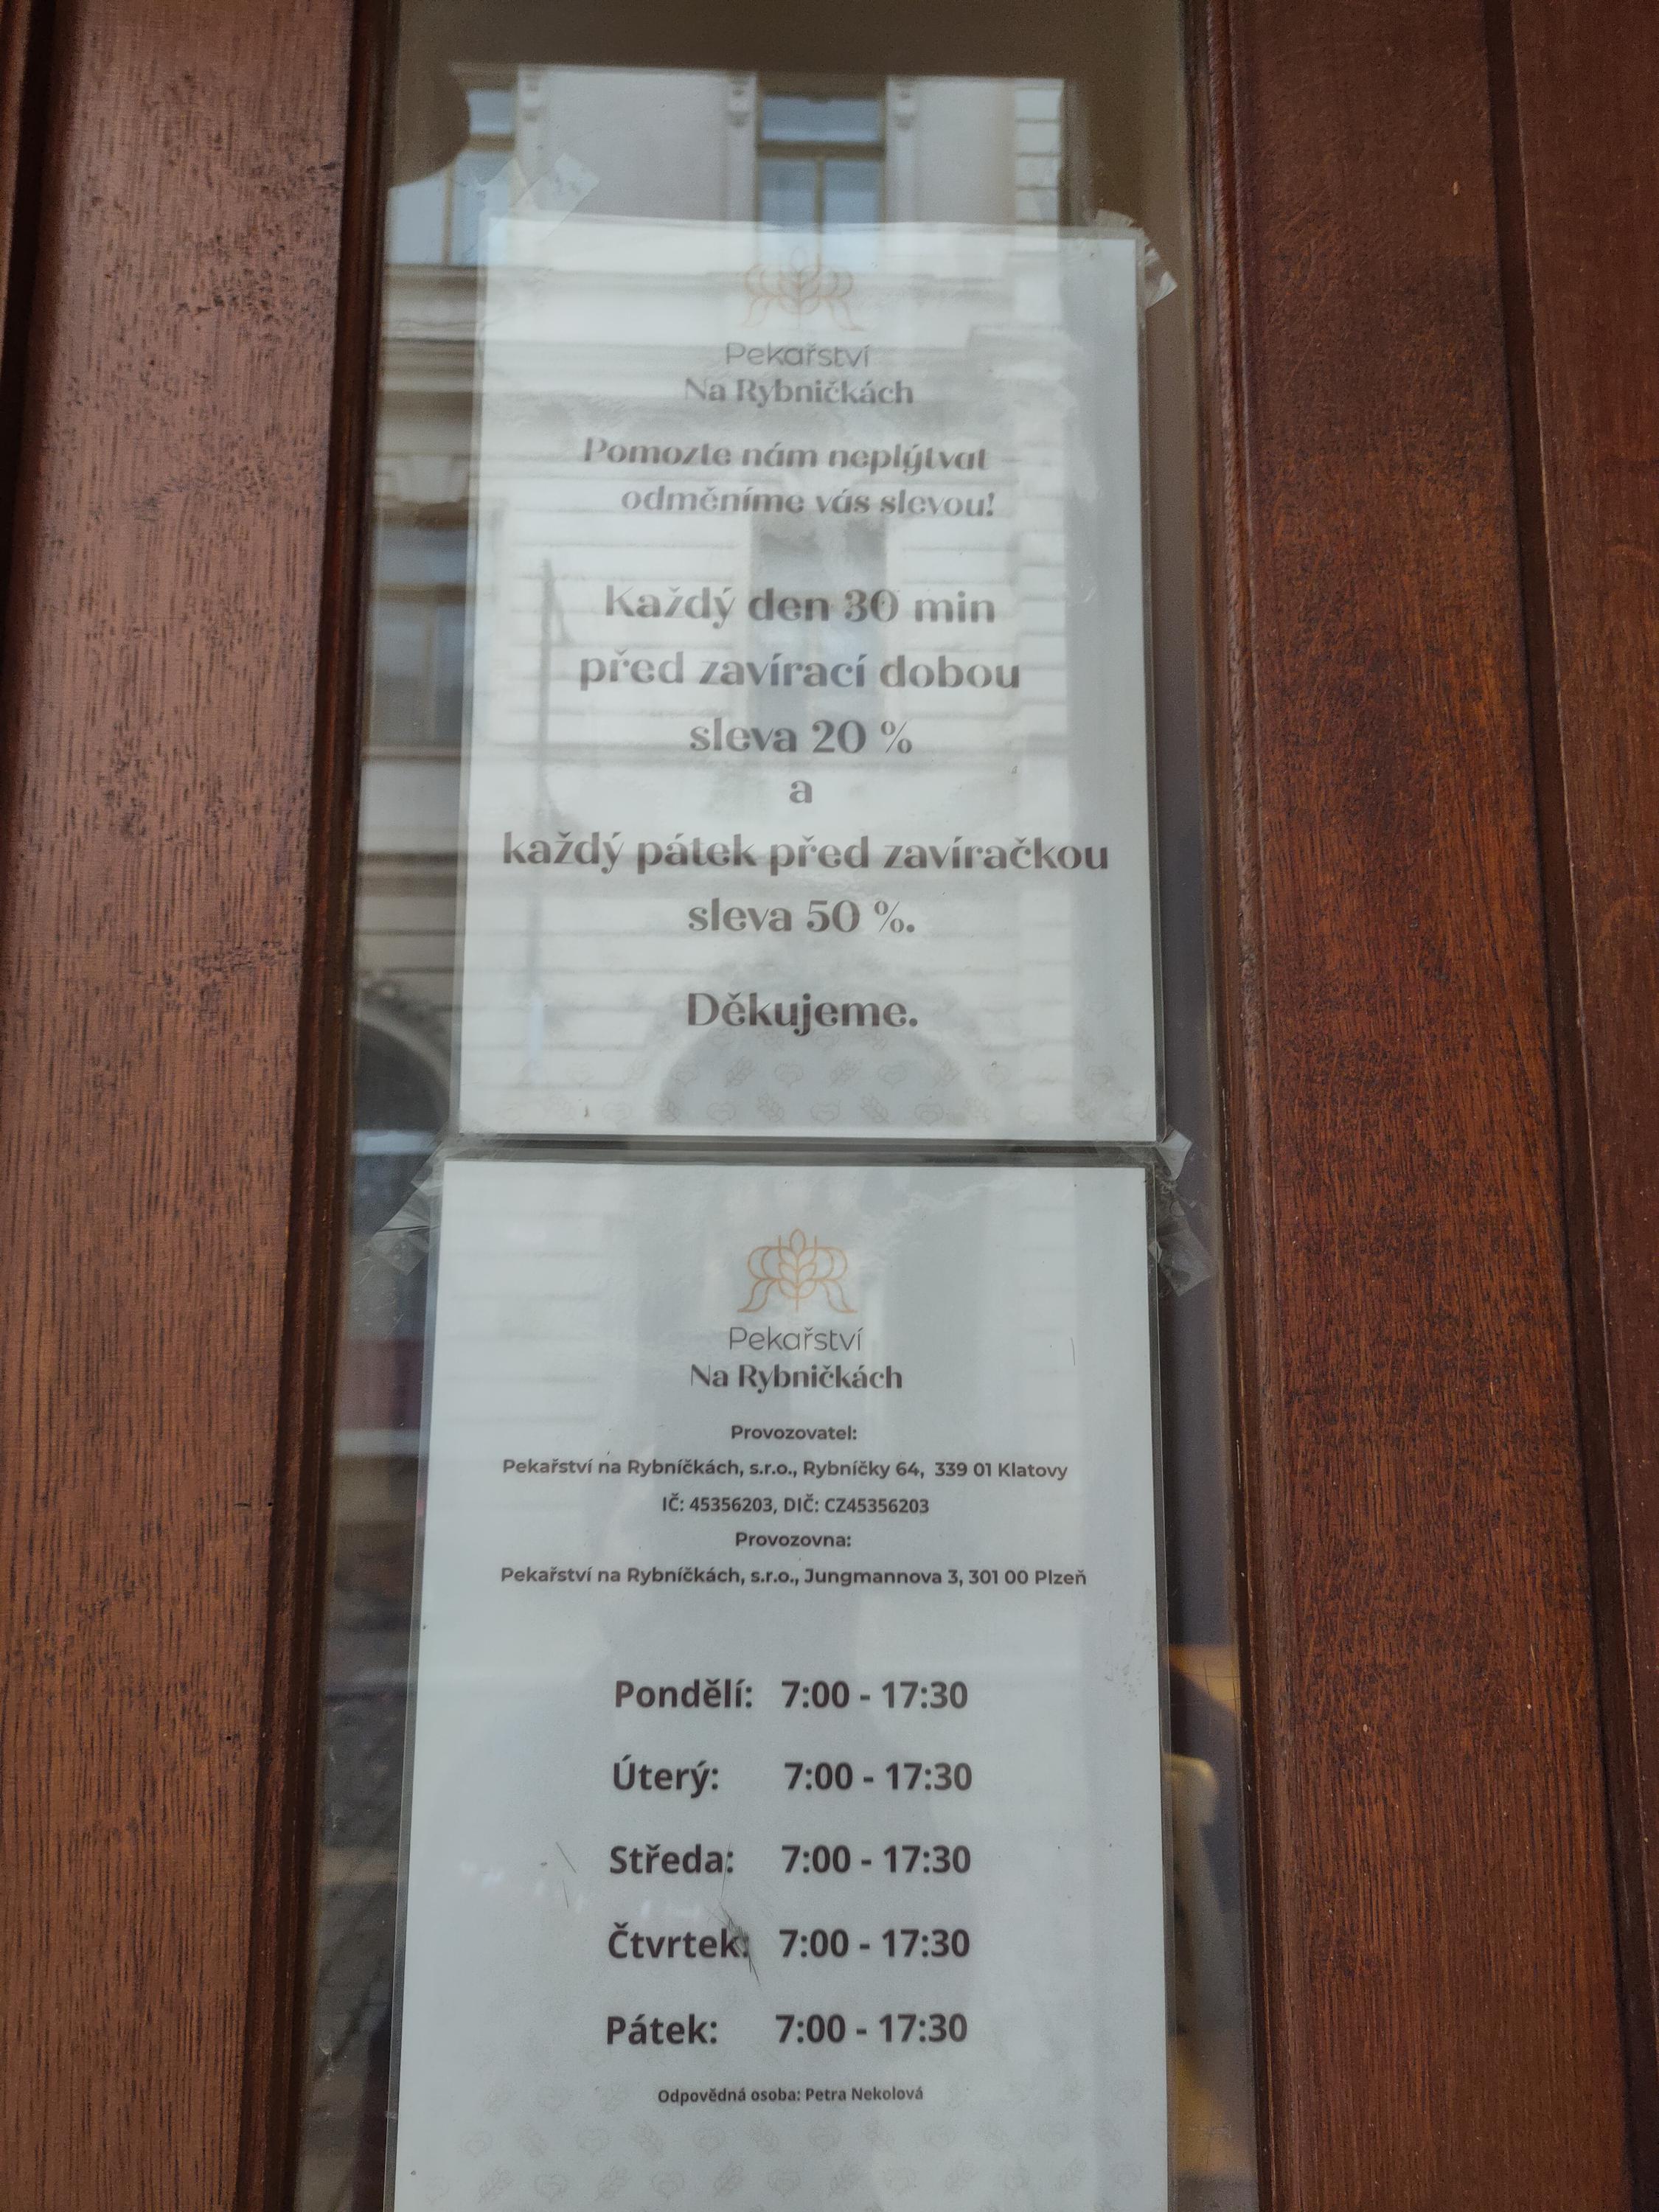 Pekařství
Na Rybničkách
Pomozte nám neplýtvat
odměníme vás slevou!
Každý den 30 min
před zavírací dobou
sleva 20 %
a
každý pátek před zavíračkou
sleva 50 %.
Děkujeme.
Pekařství
Na Rybničkách
Provozovatel:
Pekařství na Rybníčkách, s.r.o., Rybníčky 64, 339 01 Klatovy
IČ: 45356203, DIČ: CZ45356203
Provozovna:
Pekařství na Rybníčkách, s.r.o., Jungmannova 3, 301 00 Plzeň
Pondělí: 7:00 - 17:30
Úterý: 7:00 - 17:30
Středa: 7:00 - 17:30
Čtvrtek: 7:00 - 17:30
Pátek: 7:00 - 17:30
Odpovědná osoba: Petra Nekolová